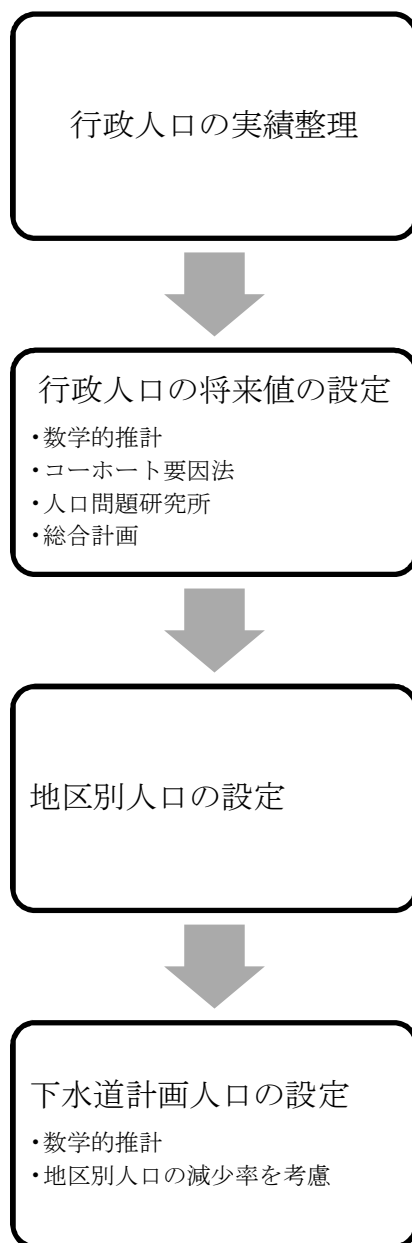 行政人口の実績整理
行政人口の将来値の設定
・数学的推計
・コーホート要因法
・人口問題研究所
・総合計画
地区別人口の設定
下水道計画人口の設定
・数学的推計
・地区別人口の減少率を考慮